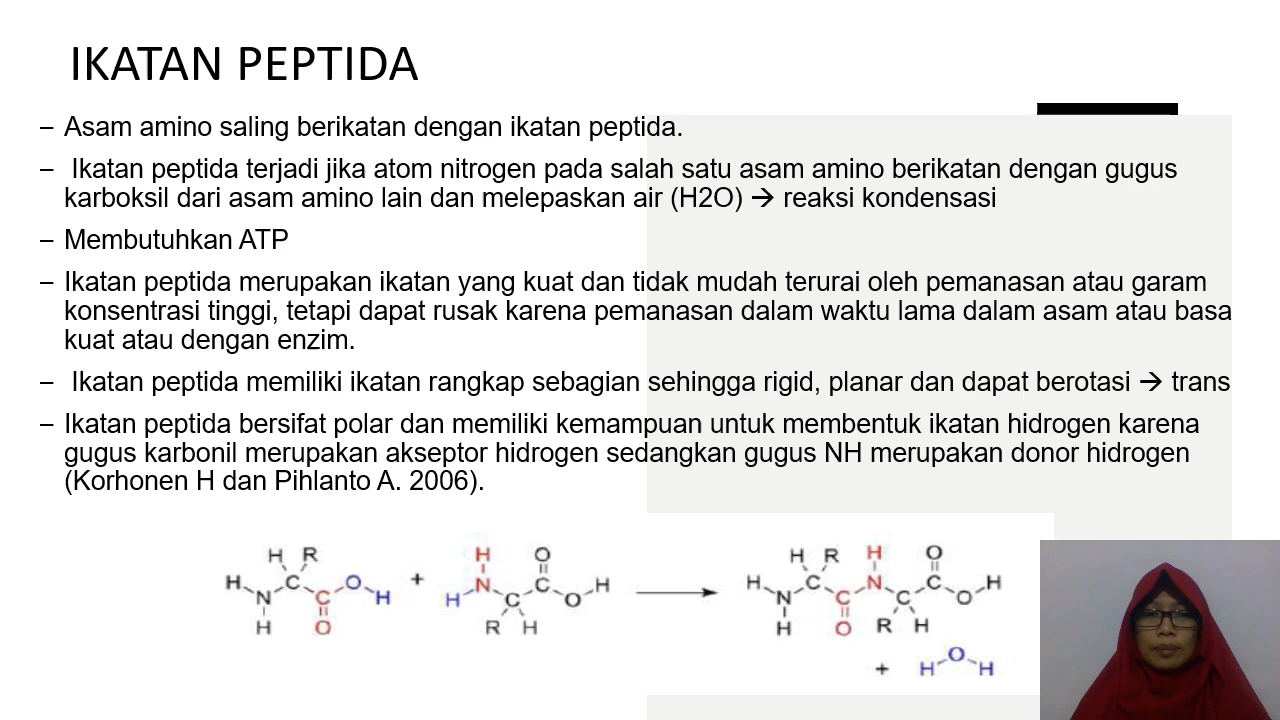 IKATAN PEPTIDA
– Asam amino saling berikatan dengan ikatan peptida.
– Ikatan peptida terjadi jika atom nitrogen pada salah satu asam amino berikatan dengan gugus
karboksil dari asam amino lain dan melepaskan air (H2O) → reaksi kondensasi
– Membutuhkan ATP
– Ikatan peptida merupakan ikatan yang kuat dan tidak mudah terurai oleh pemanasan atau garam
konsentrasi tinggi, tetapi dapat rusak karena pemanasan dalam waktu lama dalam asam atau basa
kuat atau dengan enzim.
– Ikatan peptida memiliki ikatan rangkap sebagian sehingga rigid, planar dan dapat berotasi → trans
– Ikatan peptida bersifat polar dan memiliki kemampuan untuk membentuk ikatan hidrogen karena
gugus karbonil merupakan akseptor hidrogen sedangkan gugus NH merupakan donor hidrogen
(Korhonen H dan Pihlanto A. 2006).
H R H O H R H O
H C O H + N C O H H C N C O H
N C H C N C C
H O R H H O R H
+ H O H